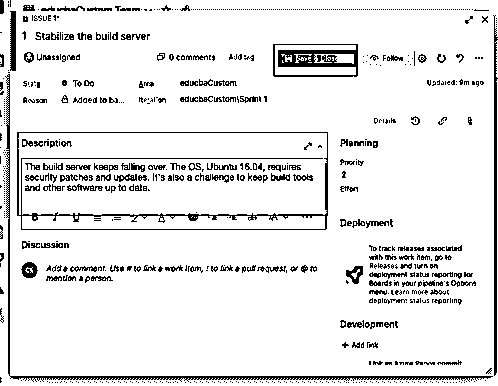 educbaCustom Team
ISSUE 1*
1 Stabilize the build server
Unassigned
0 comments
Add tag
Save & Close
Follow
State
To Do
Area
educbaCustom
Updated: 9m ago
Reason
Added to ba...
Iteration
educbaCustom\Sprint 1
Details
Description
The build server keeps falling over. The OS, Ubuntu 16.04, requires
security patches and updates. It's also a challenge to keep build tools
and other software up to date.
Discussion
Add a comment. Use # to link a work item, ! to link a pull request, or @ to
mention a person.
Planning
Priority
2
Effort
Deployment
To track releases associated
with this work item, go to
Releases and turn on
deployment status reporting for
Boards in your pipeline's Options
menu. Learn more about
deployment status reporting
Development
+ Add link